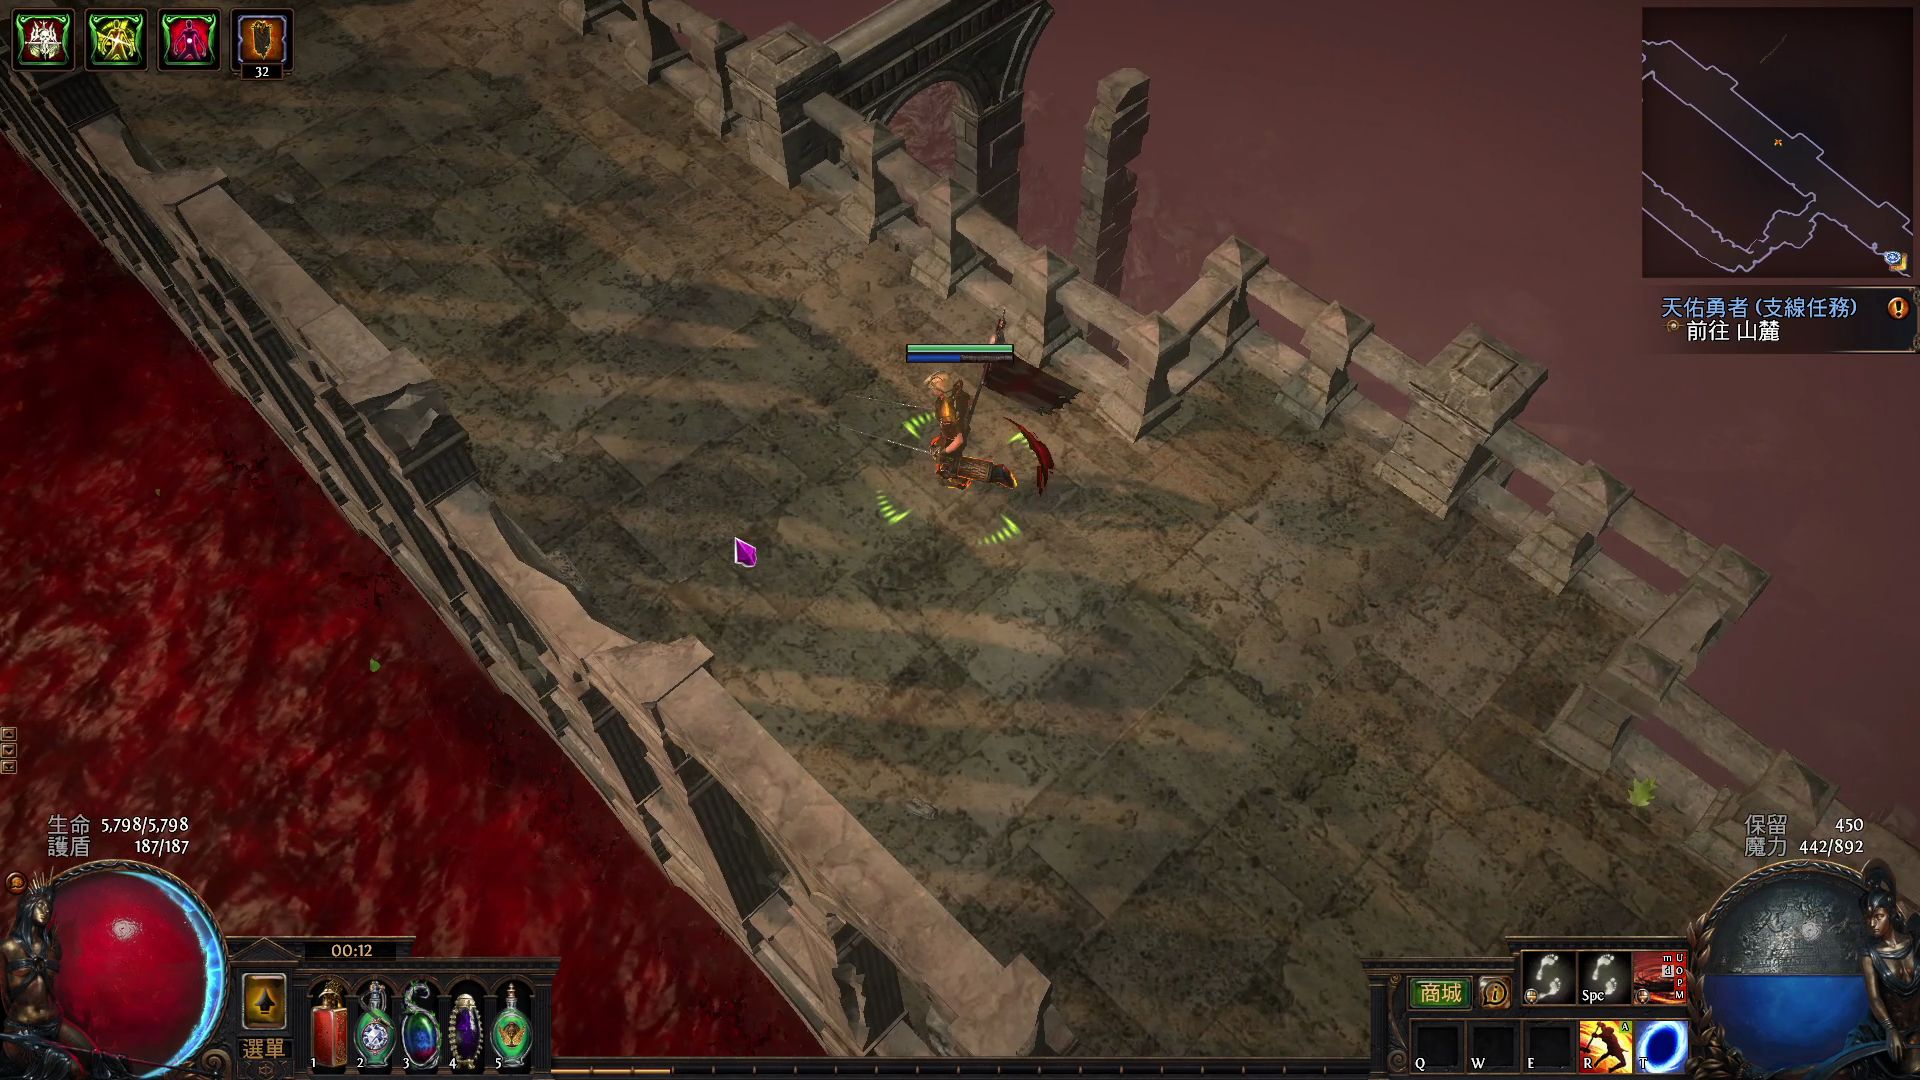 32
天佑勇者 (支線任務)
前往 山麓
生命 5,798/5,798
護盾 187/187
保留 450
魔力 442/892
00:12
選單
1 2 3 4 5
商城
Spc
m U
d O
P
M
Q W E R T
A